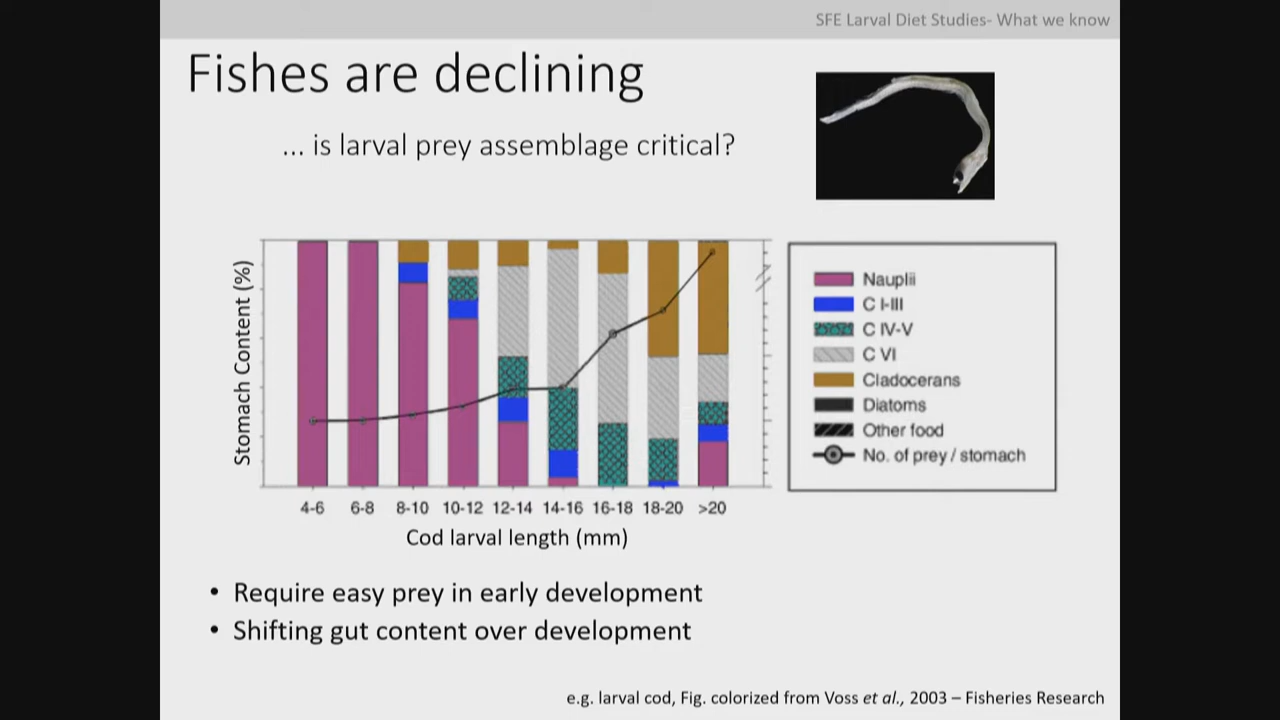 SFE Larval Diet Studies- What we know
Fishes are declining
... is larval prey assemblage critical?
Stomach Content (%)
Nauplii
C I-III
C IV-V
C VI
Cladocerans
Diatoms
Other food
No. of prey / stomach
4-6 6-8 8-10 10-12 12-14 14-16 16-18 18-20 >20
Cod larval length (mm)
• Require easy prey in early development
• Shifting gut content over development
e.g. larval cod, Fig. colorized from Voss et al., 2003 – Fisheries Research